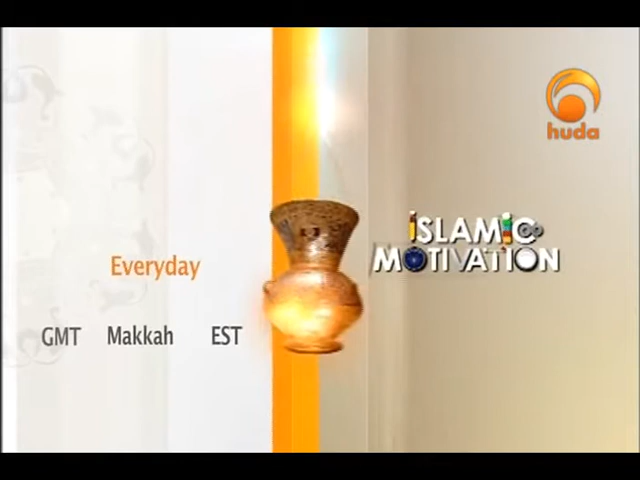 huda
ISLAMIC
MOTIVATION
Everyday
GMT Makkah EST